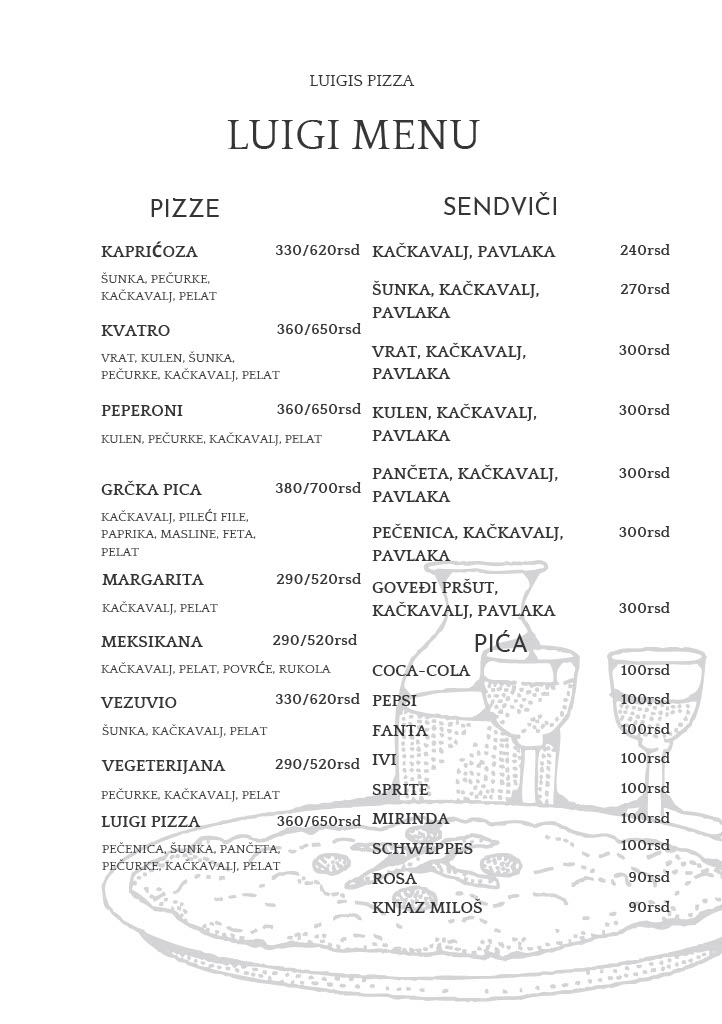 LUIGIS PIZZA
LUIGI MENU
PIZZE
KAPRIĆOZA 330/620rsd
ŠUNKA, PEČURKE,
KAČKAVALJ, PELAT
KVATRO 360/650rsd
VRAT, KULEN, ŠUNKA,
PEČURKE, KAČKAVALJ, PELAT
PEPERONI 360/650rsd
KULEN, PEČURKE, KAČKAVALJ, PELAT
GRČKA PICA 380/700rsd
KAČKAVALJ, PILEĆI FILE,
PAPRIKA, MASLINE, FETA,
PELAT
MARGARITA 290/520rsd
KAČKAVALJ, PELAT
MEKSIKANA 290/520rsd
KAČKAVALJ, PELAT, POVRĆE, RUKOLA
VEZUVIO 330/620rsd
ŠUNKA, KAČKAVALJ, PELAT
VEGETERIJANA 290/520rsd
PEČURKE, KAČKAVALJ, PELAT
LUIGI PIZZA 360/650rsd
PEČENICA, ŠUNKA, PANČETA,
PEČURKE, KAČKAVALJ, PELAT
SENDVIČI
KAČKAVALJ, PAVLAKA 240rsd
ŠUNKA, KAČKAVALJ, 270rsd
PAVLAKA
VRAT, KAČKAVALJ, 300rsd
PAVLAKA
KULEN, KAČKAVALJ, 300rsd
PAVLAKA
PANČETA, KAČKAVALJ, 300rsd
PAVLAKA
PEČENICA, KAČKAVALJ, 300rsd
PAVLAKA
GOVEĐI PRŠUT,
KAČKAVALJ, PAVLAKA 300rsd
PIĆA
COCA-COLA 100rsd
PEPSI 100rsd
FANTA 100rsd
IVI 100rsd
SPRITE 100rsd
MIRINDA 100rsd
SCHWEPPES 100rsd
ROSA 90rsd
KNJAZ MILOŠ 90rsd